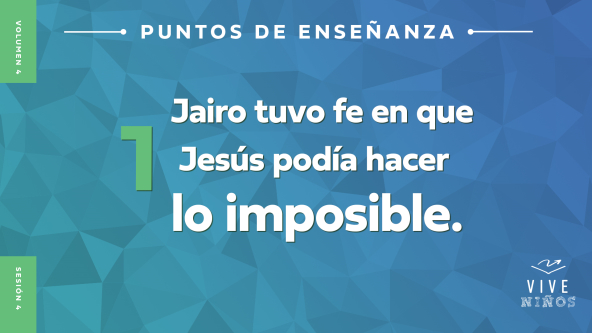 VOLUMEN 4
PUNTOS DE ENSEÑANZA
1
Jairo tuvo fe en que
Jesús podía hacer
lo imposible.
SESIÓN 4
VIVE
NIÑOS